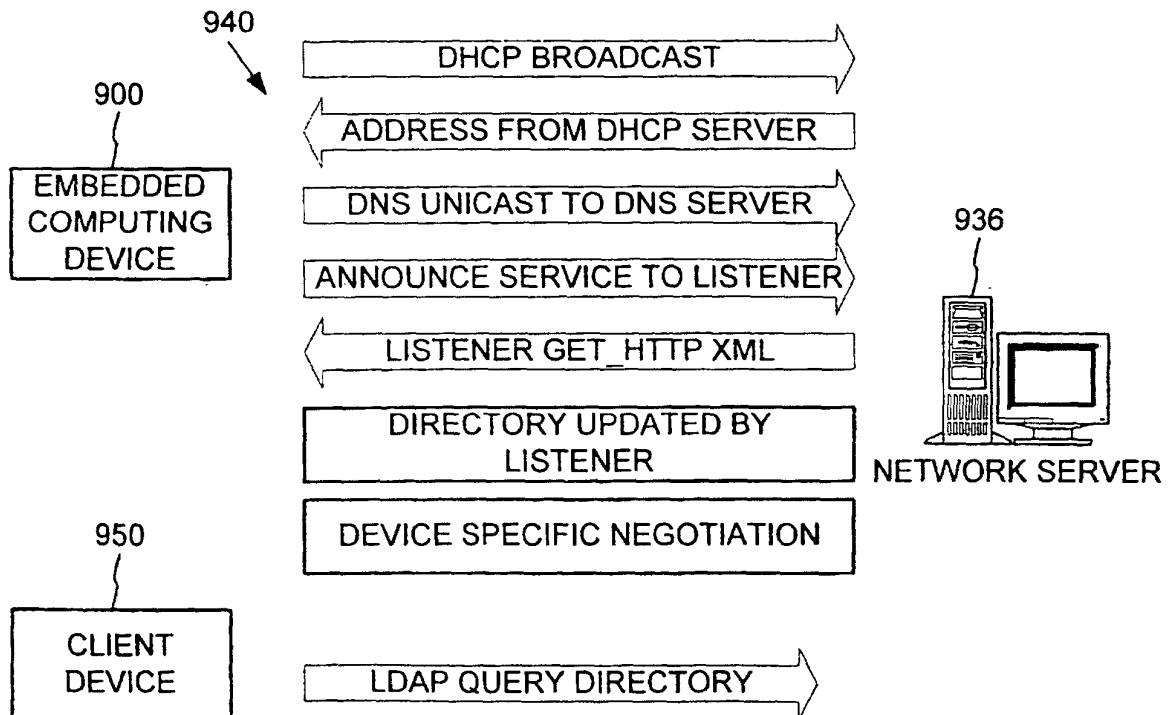 940
DHCP BROADCAST
900
ADDRESS FROM DHCP SERVER
EMBEDDED
COMPUTING
DEVICE
DNS UNICAST TO DNS SERVER
936
ANNOUNCE SERVICE TO LISTENER
LISTENER GET_HTTP XML
DIRECTORY UPDATED BY
LISTENER
NETWORK SERVER
DEVICE SPECIFIC NEGOTIATION
950
CLIENT
DEVICE
LDAP QUERY DIRECTORY